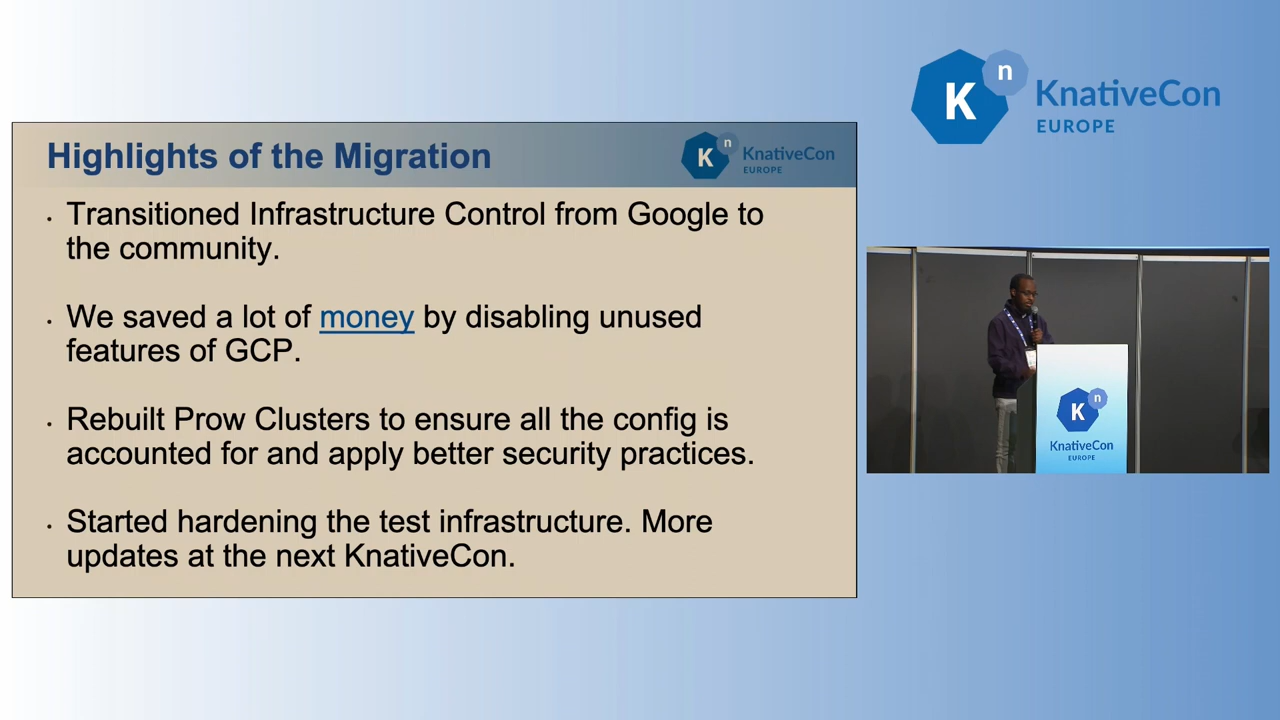 K n KnativeCon
EUROPE
Highlights of the Migration
K n KnativeCon
EUROPE
• Transitioned Infrastructure Control from Google to
the community.
• We saved a lot of money by disabling unused
features of GCP.
• Rebuilt Prow Clusters to ensure all the config is
accounted for and apply better security practices.
• Started hardening the test infrastructure. More
updates at the next KnativeCon.
K n
KnativeCon
EUROPE